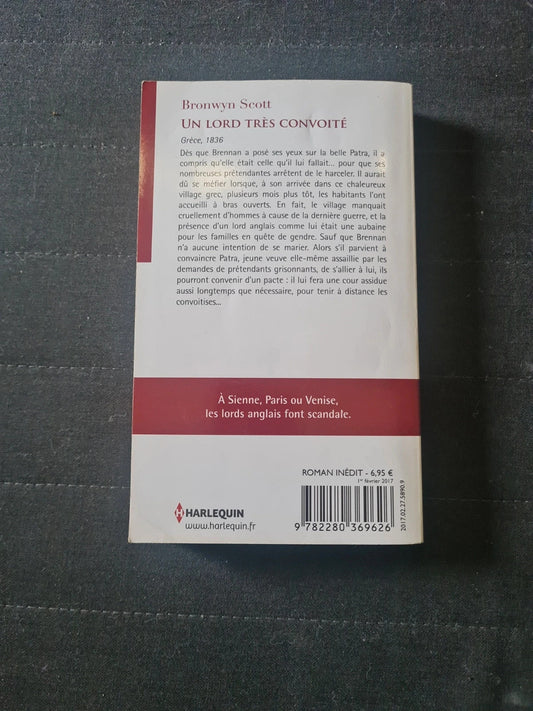 Bronwyn Scott
UN LORD TRÈS CONVOITÉ
Grèce, 1836
Dès que Brennan a posé ses yeux sur la belle Patra, il a
compris qu'elle était celle qu'il lui fallait... pour que ses
nombreuses prétendantes arrêtent de le harceler. Il aurait
dû se méfier lorsque, à son arrivée dans ce chaleureux
village grec, plusieurs mois plus tôt, les habitants l'ont
accueilli à bras ouverts. En fait, le village manquait
cruellement d'hommes à cause de la dernière guerre, et la
présence d'un lord anglais comme lui était une aubaine
pour les familles en quête de gendre. Sauf que Brennan
n'a aucune intention de se marier. Alors s'il parvient à
convaincre Patra, jeune veuve elle-même assaillie par les
demandes de prétendants grisonnants, de s'allier à lui, ils
pourront convenir d'un pacte : il lui fera une cour assidue
aussi longtemps que nécessaire, pour tenir à distance les
convoitises...
À Sienne, Paris ou Venise,
les lords anglais font scandale.
ROMAN INÉDIT - 6,95 €
1er février 2017
HARLEQUIN
www.harlequin.fr
9 782280 369626
2017.02.27.5890.9